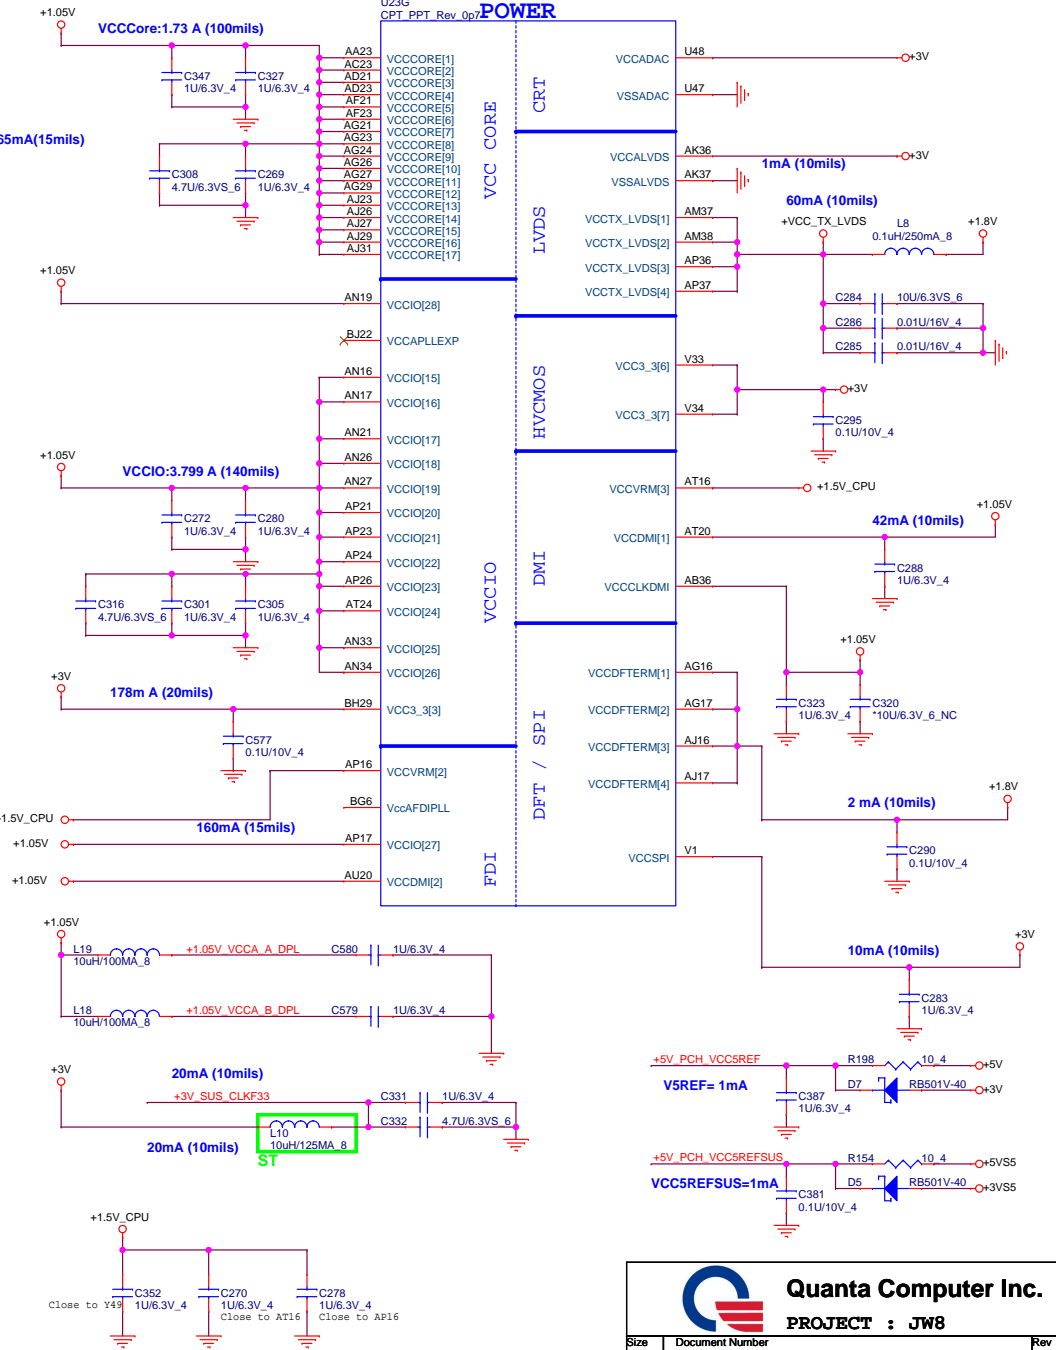 U23G
CPT_PPT_Rev_0p7
POWER
+1.05V
VCCCore:1.73 A (100mils)
C347
1U/6.3V_4
C327
1U/6.3V_4
65mA(15mils)
C308
4.7U/6.3VS_6
C269
1U/6.3V_4
AA23 VCCCORE[1]
AC23 VCCCORE[2]
AD21 VCCCORE[3]
AD23 VCCCORE[4]
AF21 VCCCORE[5]
AF23 VCCCORE[6]
AG21 VCCCORE[7]
AG23 VCCCORE[8]
AG24 VCCCORE[9]
AG26 VCCCORE[10]
AG27 VCCCORE[11]
AG29 VCCCORE[12]
AJ23 VCCCORE[13]
AJ26 VCCCORE[14]
AJ27 VCCCORE[15]
AJ29 VCCCORE[16]
AJ31 VCCCORE[17]
VCC CORE
+1.05V
AN19 VCCIO[28]
BJ22 VCCAPLLEXP
AN16 VCCIO[15]
AN17 VCCIO[16]
AN21 VCCIO[17]
AN26 VCCIO[18]
AN27 VCCIO[19]
AP21 VCCIO[20]
AP23 VCCIO[21]
AP24 VCCIO[22]
AP26 VCCIO[23]
AT24 VCCIO[24]
AN33 VCCIO[25]
AN34 VCCIO[26]
BH29 VCC3_3[3]
VCCIO
+1.05V
VCCIO:3.799 A (140mils)
C272
1U/6.3V_4
C280
1U/6.3V_4
C316
4.7U/6.3VS_6
C301
1U/6.3V_4
C305
1U/6.3V_4
+3V
178m A (20mils)
C577
0.1U/10V_4
AP16 VCCVRM[2]
BG6 VccAFDIPLL
AP17 VCCIO[27]
AU20 VCCDMI[2]
FDI
1.5V_CPU
160mA (15mils)
+1.05V
+1.05V
CRT
VCCADAC U48 +3V
VSSADAC U47
LVDS
VCCALVDS AK36 +3V
1mA (10mils)
VSSALVDS AK37
VCCTX_LVDS[1] AM37
VCCTX_LVDS[2] AM38
VCCTX_LVDS[3] AP36
VCCTX_LVDS[4] AP37
60mA (10mils)
+VCC_TX_LVDS
L8
0.1uH/250mA_8
+1.8V
C284 10U/6.3VS_6
C286 0.01U/16V_4
C285 0.01U/16V_4
HVCMOS
VCC3_3[6] V33
VCC3_3[7] V34
+3V
C295
0.1U/10V_4
DMI
VCCVRM[3] AT16 +1.5V_CPU
VCCDMI[1] AT20
42mA (10mils)
+1.05V
C288
1U/6.3V_4
VCCCLKDMI AB36
+1.05V
C323
1U/6.3V_4
C320
*10U/6.3V_6_NC
DFT / SPI
VCCDFTERM[1] AG16
VCCDFTERM[2] AG17
VCCDFTERM[3] AJ16
VCCDFTERM[4] AJ17
2 mA (10mils)
+1.8V
C290
0.1U/10V_4
VCCSPI V1
10mA (10mils)
+3V
C283
1U/6.3V_4
+1.05V
L19
10uH/100MA_8
+1.05V_VCCA_A_DPL
C580 1U/6.3V_4
L18
10uH/100MA_8
+1.05V_VCCA_B_DPL
C579 1U/6.3V_4
+3V
20mA (10mils)
+3V_SUS_CLKF33
C331 1U/6.3V_4
C332 4.7U/6.3VS_6
20mA (10mils)
L10
10uH/125MA_8
ST
+5V_PCH_VCC5REF
V5REF= 1mA
R198 10_4 +5V
D7 RB501V-40 +3V
C387
1U/6.3V_4
+5V_PCH_VCC5REFSUS
VCC5REFSUS=1mA
R154 10_4 +5VS5
D5 RB501V-40 +3VS5
C381
0.1U/10V_4
+1.5V_CPU
C352
1U/6.3V_4
Close to Y49
C270
1U/6.3V_4
Close to AT16
C278
1U/6.3V_4
Close to AP16
Quanta Computer Inc.
PROJECT : JW8
Size Document Number Rev